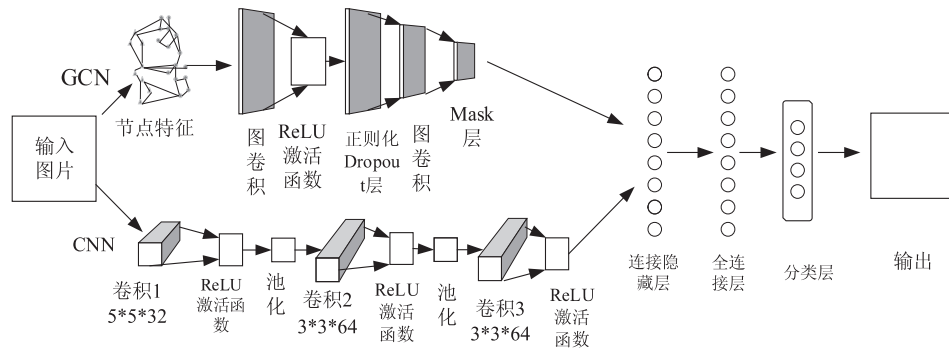 GCN
节点特征
图
卷
积
ReLU
激活
函数
正则化
Dropou
t层
图
卷
积
Mask
层
输入
图片
CNN
卷积1
5*5*32
ReLU
激活函
数
池
化
卷积2
3*3*64
ReLU
激活
函数
池
化
卷积3
3*3*64
ReLU
激活
函数
连接隐
藏层
全连
接层
分类层
输出